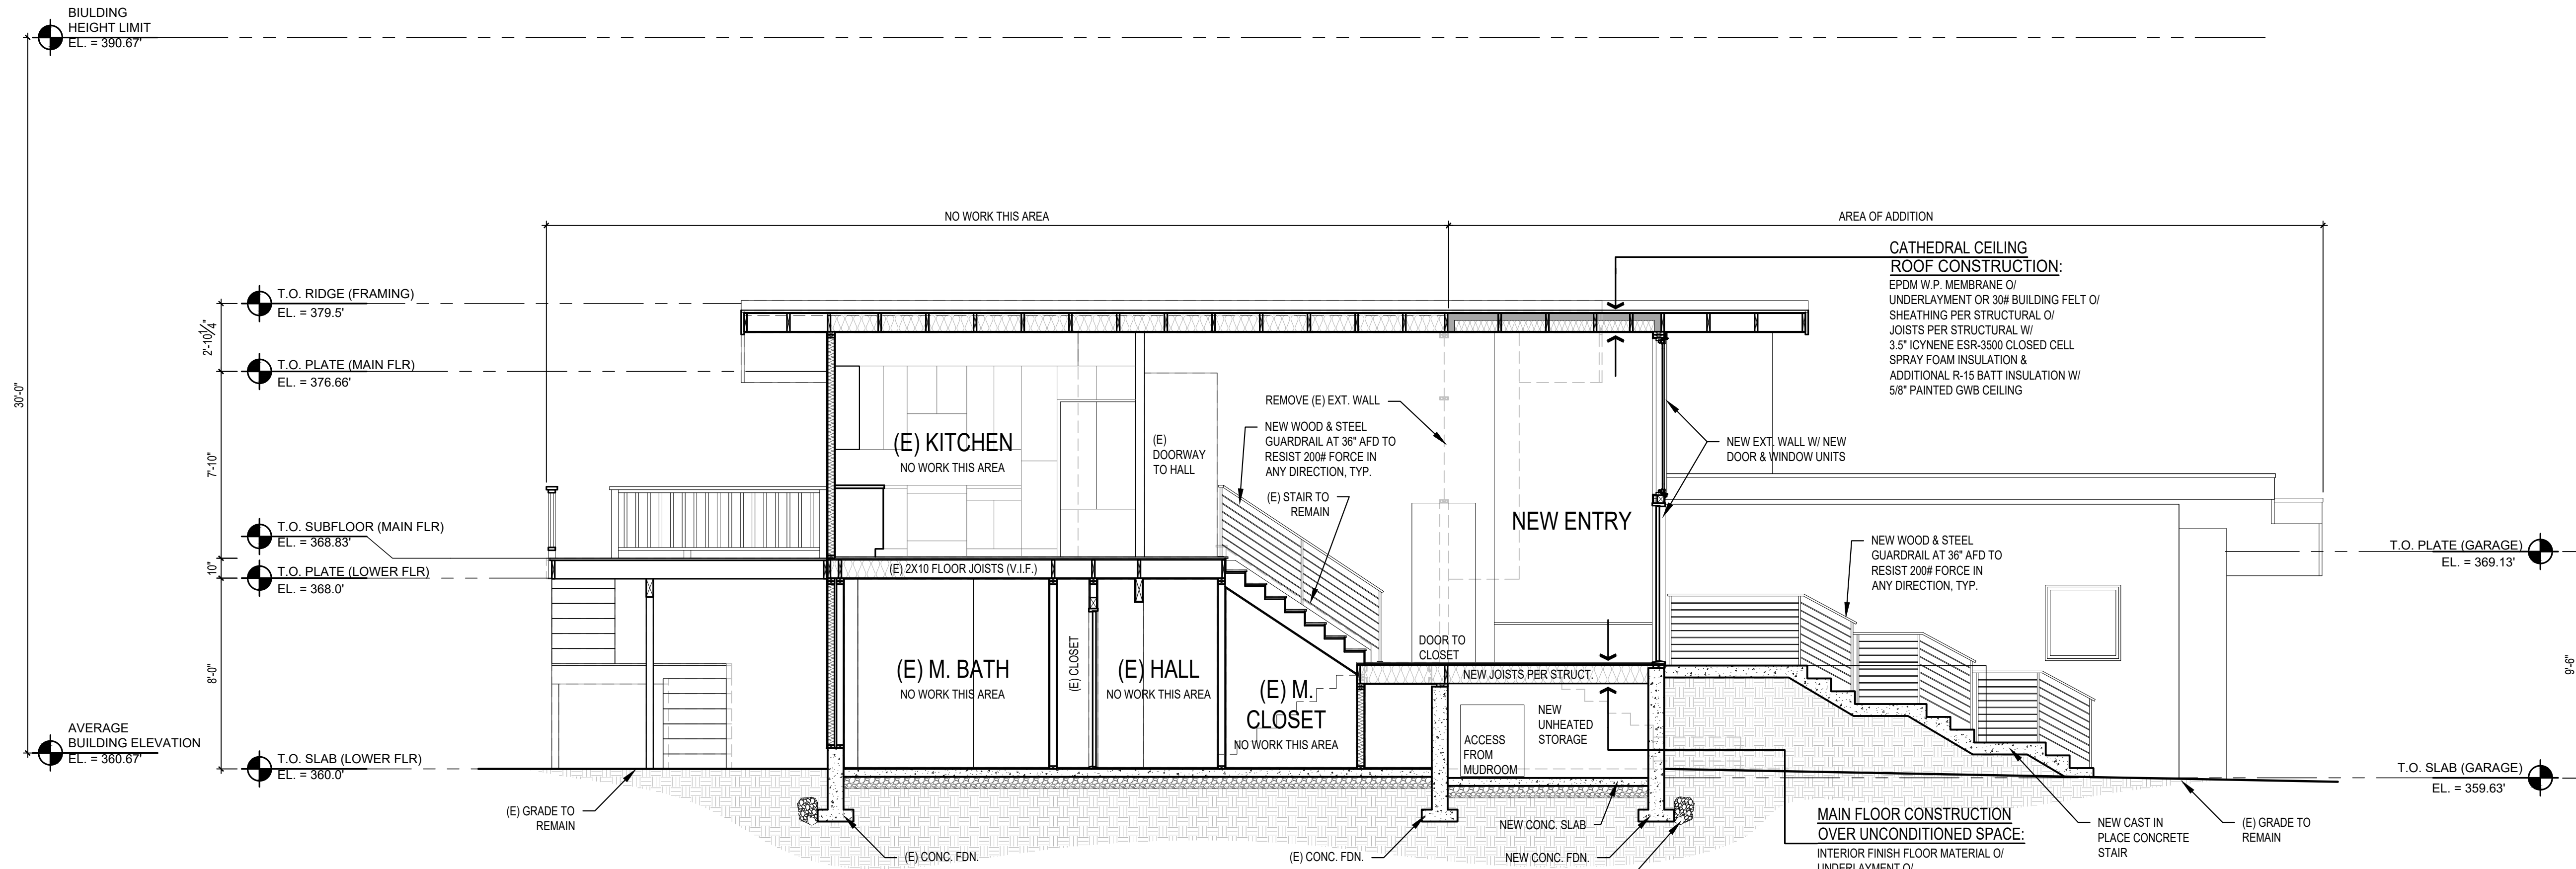 BIULDING
HEIGHT LIMIT
EL. = 390.67'
NO WORK THIS AREA
AREA OF ADDITION
CATHEDRAL CEILING
ROOF CONSTRUCTION:
EPDM W.P. MEMBRANE O/
UNDERLAYMENT OR 30# BUILDING FELT O/
SHEATHING PER STRUCTURAL O/
JOISTS PER STRUCTURAL W/
3.5" ICYNENE ESR-3500 CLOSED CELL
SPRAY FOAM INSULATION &
ADDITIONAL R-15 BATT INSULATION W/
5/8" PAINTED GWB CEILING
T.O. RIDGE (FRAMING)
EL. = 379.5'
2'-10¼"
T.O. PLATE (MAIN FLR)
EL. = 376.66'
30'-0"
7'-10"
REMOVE (E) EXT. WALL
NEW WOOD & STEEL
GUARDRAIL AT 36" AFD TO
RESIST 200# FORCE IN
ANY DIRECTION, TYP.
(E) KITCHEN
NO WORK THIS AREA
(E)
DOORWAY
TO HALL
NEW EXT. WALL W/ NEW
DOOR & WINDOW UNITS
(E) STAIR TO
REMAIN
NEW ENTRY
T.O. SUBFLOOR (MAIN FLR)
EL. = 368.83'
10"
T.O. PLATE (LOWER FLR)
EL. = 368.0'
(E) 2X10 FLOOR JOISTS (V.I.F.)
NEW WOOD & STEEL
GUARDRAIL AT 36" AFD TO
RESIST 200# FORCE IN
ANY DIRECTION, TYP.
T.O. PLATE (GARAGE)
EL. = 369.13'
8'-0"
(E) M. BATH
NO WORK THIS AREA
(E) CLOSET
(E) HALL
NO WORK THIS AREA
(E) M.
CLOSET
NO WORK THIS AREA
DOOR TO
CLOSET
NEW JOISTS PER STRUCT.
NEW
UNHEATED
STORAGE
ACCESS
FROM
MUDROOM
9'-6"
AVERAGE
BUILDING ELEVATION
EL. = 360.67'
T.O. SLAB (LOWER FLR)
EL. = 360.0'
T.O. SLAB (GARAGE)
EL. = 359.63'
(E) GRADE TO
REMAIN
(E) CONC. FDN.
(E) CONC. FDN.
NEW CONC. SLAB
NEW CONC. FDN.
MAIN FLOOR CONSTRUCTION
OVER UNCONDITIONED SPACE:
INTERIOR FINISH FLOOR MATERIAL O/
UNDERLAYMENT O/
NEW CAST IN
PLACE CONCRETE
STAIR
(E) GRADE TO
REMAIN